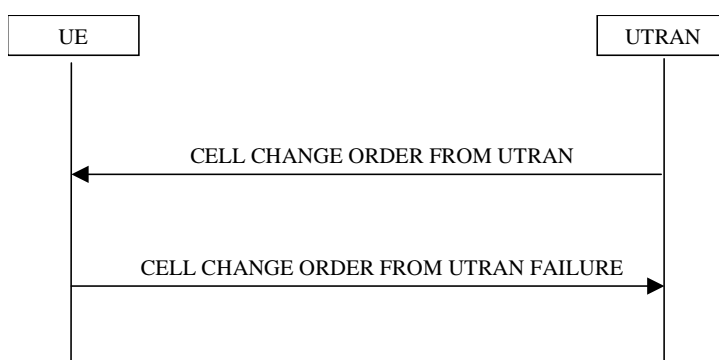 UE
UTRAN
CELL CHANGE ORDER FROM UTRAN
CELL CHANGE ORDER FROM UTRAN FAILURE